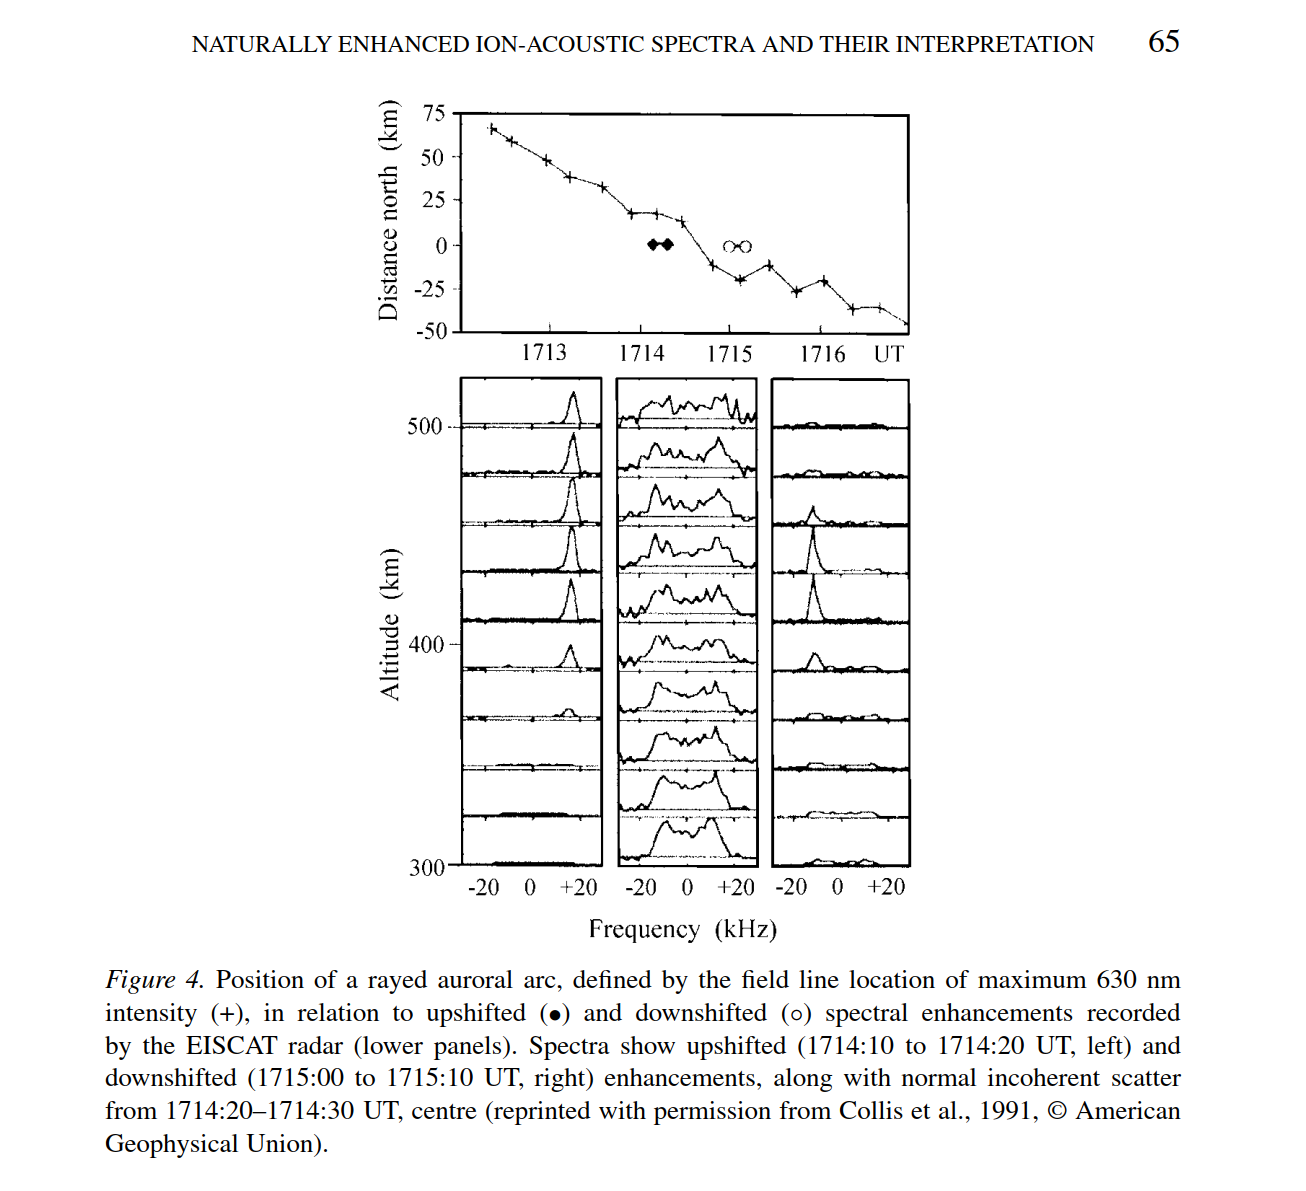 NATURALLY ENHANCED ION-ACOUSTIC SPECTRA AND THEIR INTERPRETATION 65
75
50
25
0
-25
-50
Distance north (km)
1713 1714 1715 1716 UT
500
400
300
Altitude (km)
-20 0 +20 -20 0 +20 -20 0 +20
Frequency (kHz)
Figure 4. Position of a rayed auroral arc, defined by the field line location of maximum 630 nm
intensity (+), in relation to upshifted (●) and downshifted (○) spectral enhancements recorded
by the EISCAT radar (lower panels). Spectra show upshifted (1714:10 to 1714:20 UT, left) and
downshifted (1715:00 to 1715:10 UT, right) enhancements, along with normal incoherent scatter
from 1714:20–1714:30 UT, centre (reprinted with permission from Collis et al., 1991, © American
Geophysical Union).